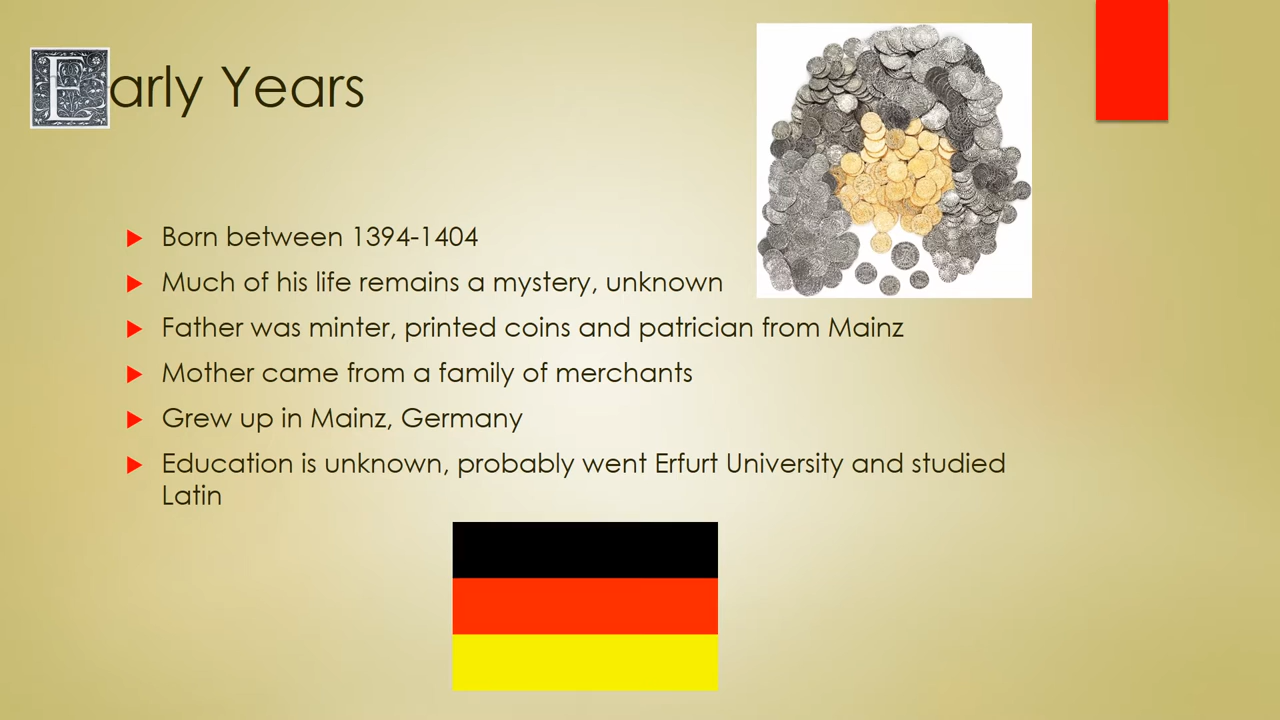 Early Years
Born between 1394-1404
Much of his life remains a mystery, unknown
Father was minter, printed coins and patrician from Mainz
Mother came from a family of merchants
Grew up in Mainz, Germany
Education is unknown, probably went Erfurt University and studied
Latin